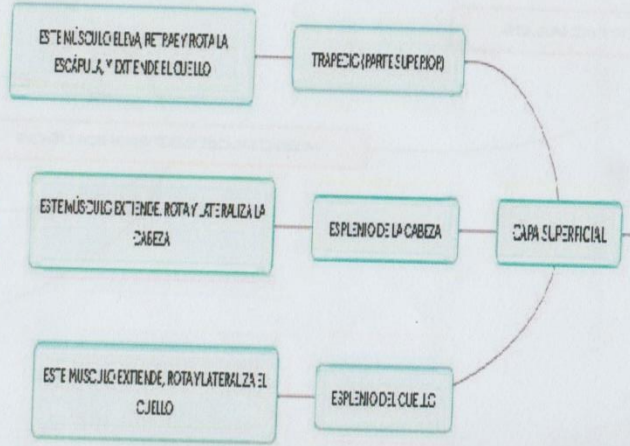 ESTE MÚSCULO ELEVA, RETRAE Y ROTA LA
ESCÁPULA, Y EXTIENDE EL CUELLO
TRAPECIO (PARTE SUPERIOR)
ESTE MÚSCULO EXTIENDE, ROTA Y LATERALIZA LA
CABEZA
ESPLENIO DE LA CABEZA
CAPA SUPERFICIAL
ESTE MUSCULO EXTIENDE, ROTA Y LATERALIZA EL
CUELLO
ESPLENIO DEL CUELLO